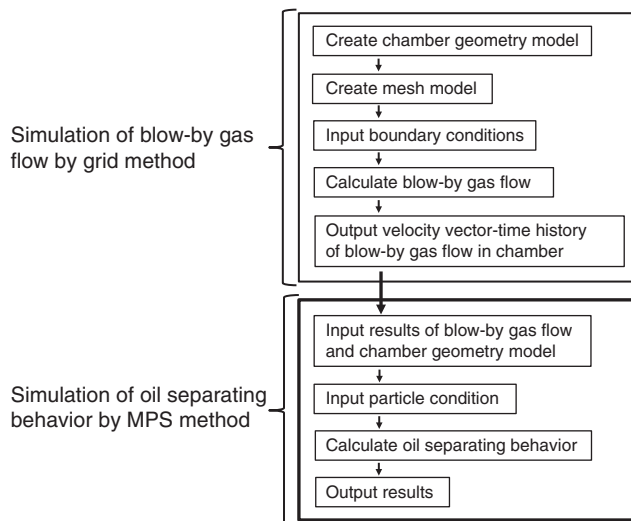 Create chamber geometry model
Create mesh model
Simulation of blow-by gas
flow by grid method
Input boundary conditions
Calculate blow-by gas flow
Output velocity vector-time history
of blow-by gas flow in chamber
Input results of blow-by gas flow
and chamber geometry model
Simulation of oil separating
behavior by MPS method
Input particle condition
Calculate oil separating behavior
Output results